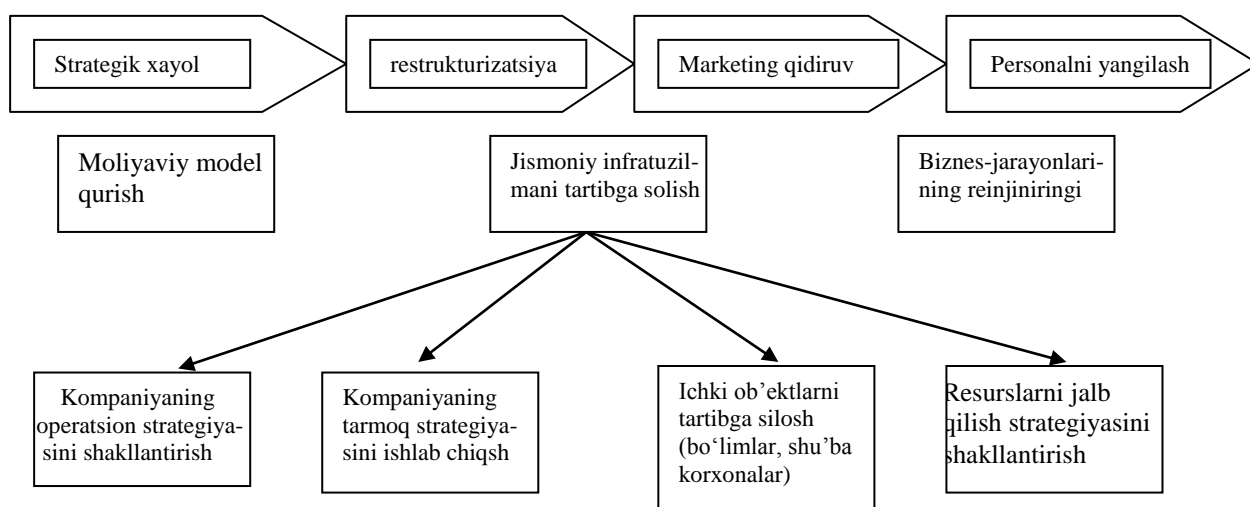 Strategik xayol
restrukturizatsiya
Marketing qidiruv
Personalni yangilash
Moliyaviy model
qurish
Jismoniy infratuzil-
mani tartibga solish
Biznes-jarayonlari-
ning reinjiniringi
Kompaniyaning
operatsion strategiya-
sini shakllantirish
Kompaniyaning
tarmoq strategiya-
sini ishlab chiqsh
Ichki ob’ektlarni
tartibga silosh
(bo‘limlar, shu’ba
korxonalar)
Resurslarni jalb
qilish strategiyasini
shakllantirish